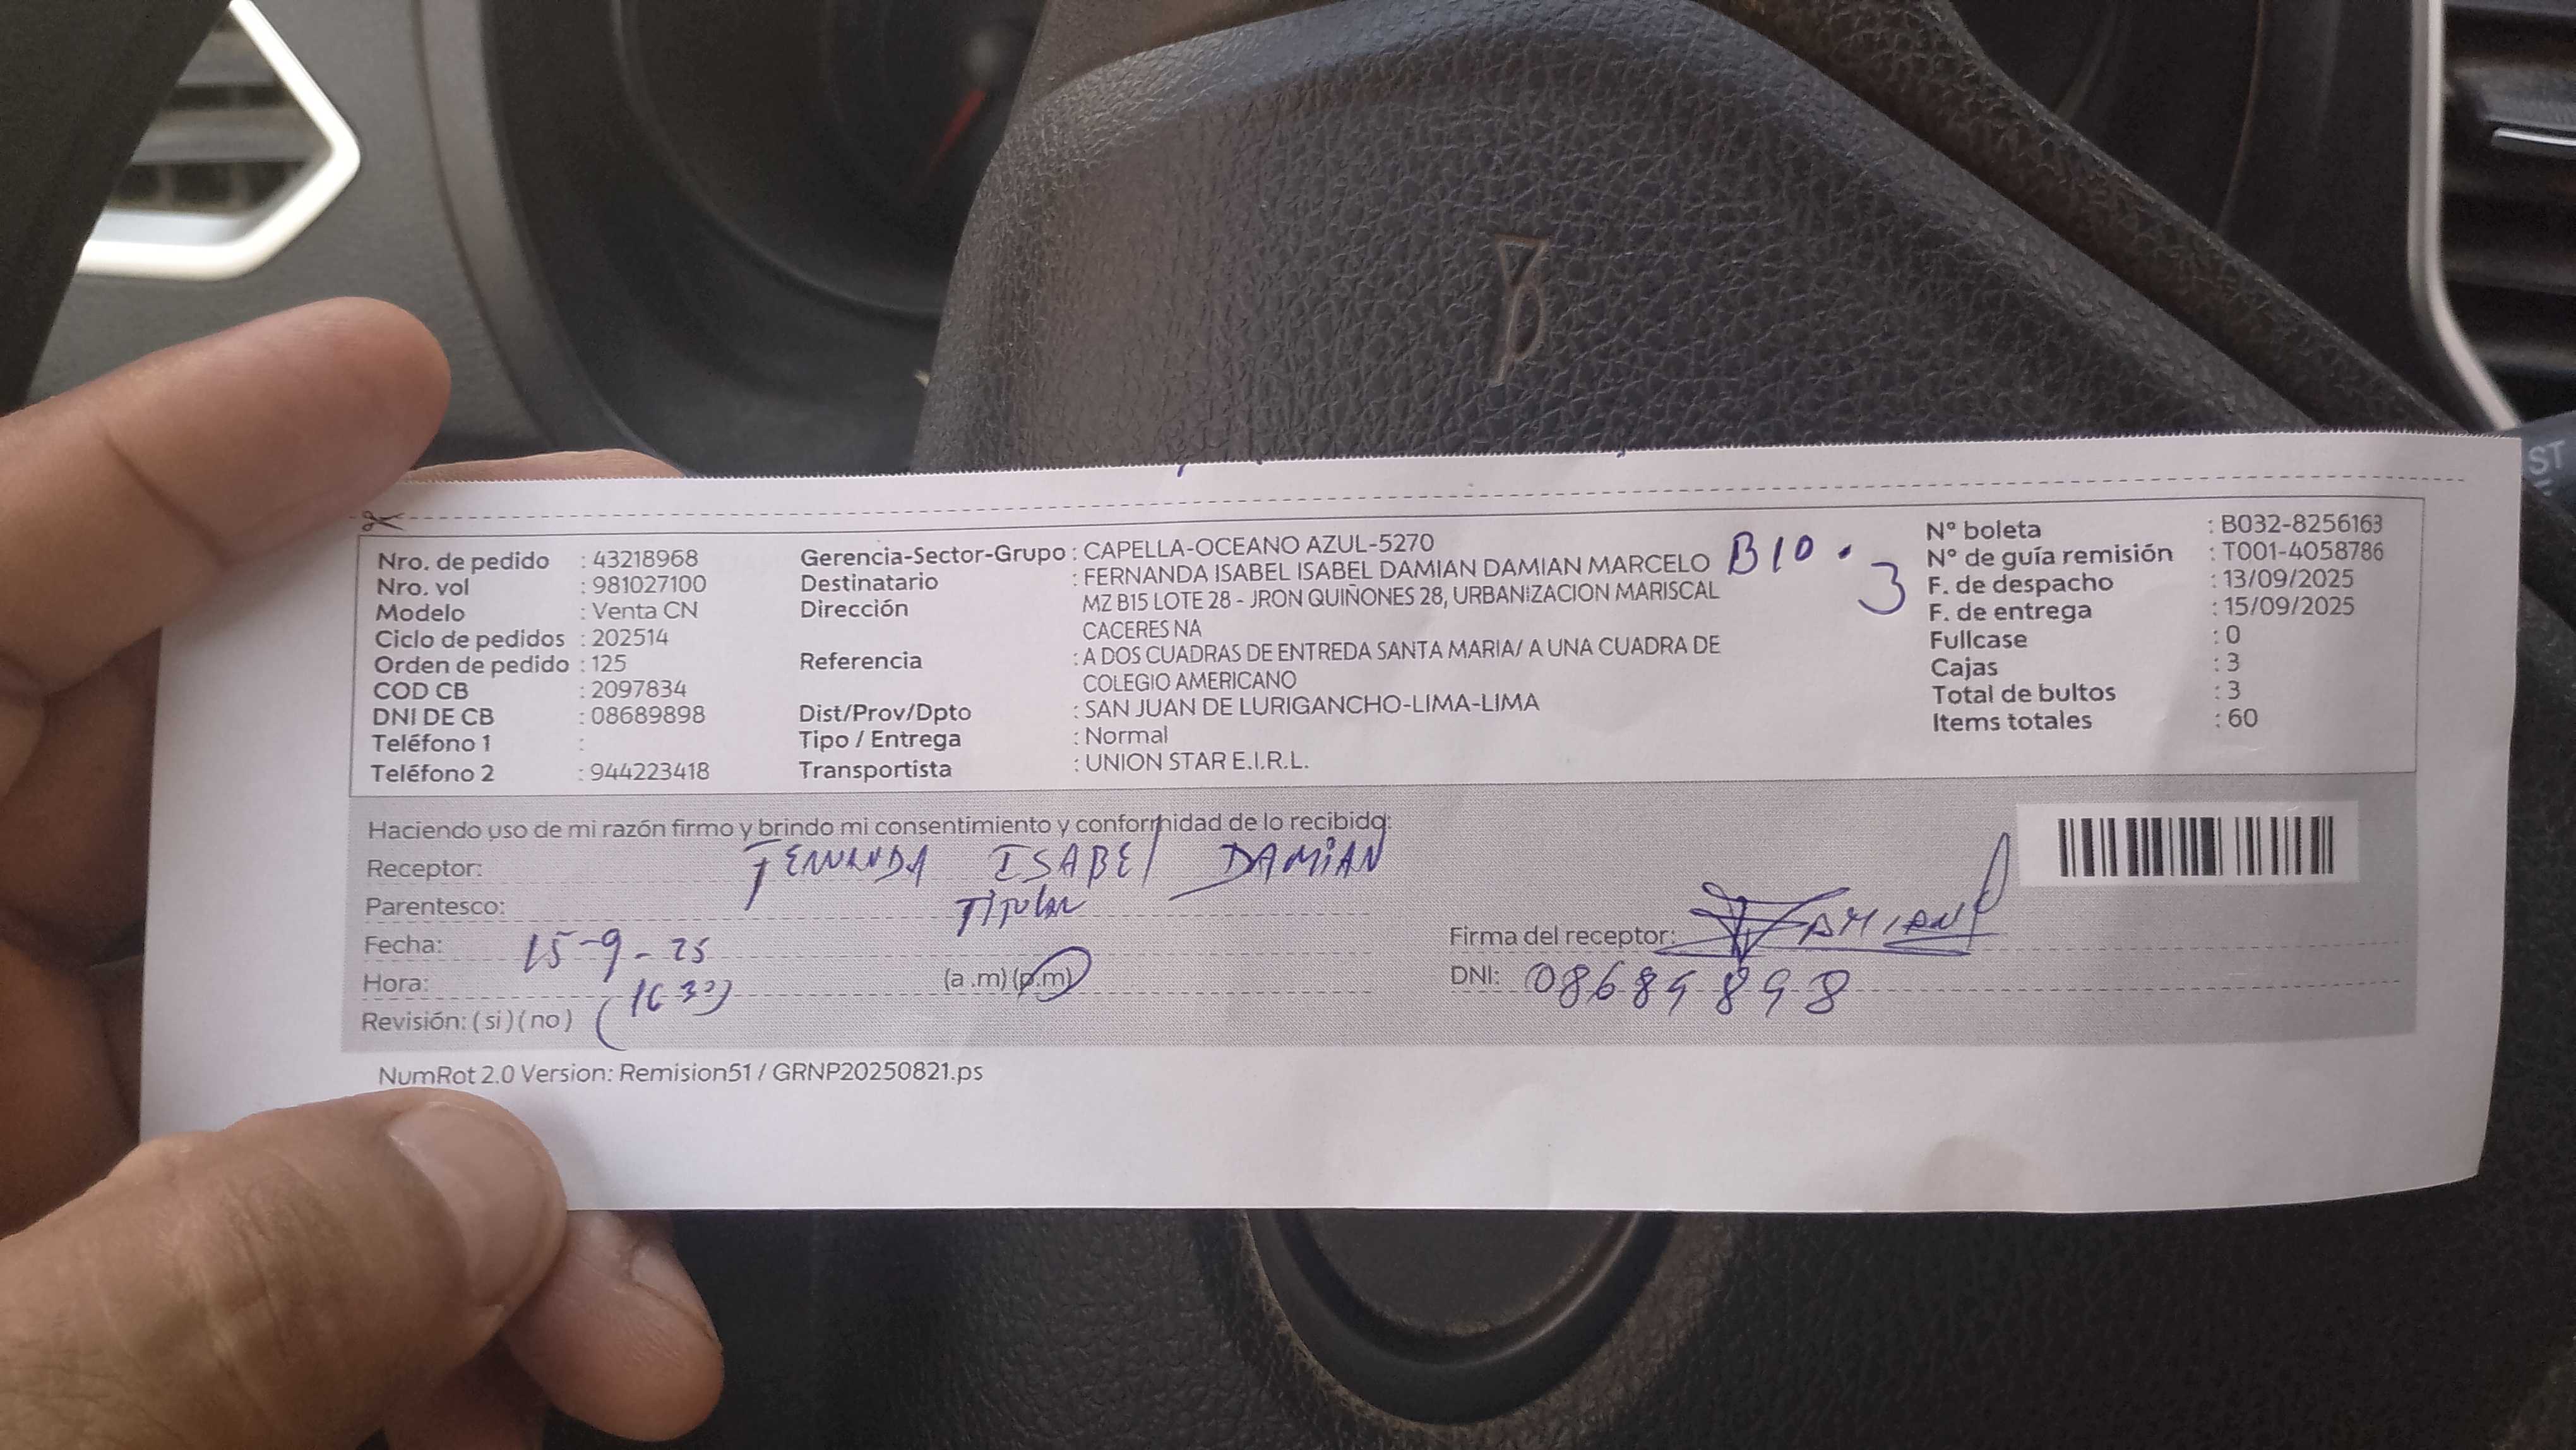 Nro. de pedido : 43218968
Nro. vol : 981027100
Modelo : Venta CN
Ciclo de pedidos : 202514
Orden de pedido : 125
COD CB : 2097834
DNI DE CB : 08689898
Teléfono 1 :
Teléfono 2 : 944223418
Gerencia-Sector-Grupo : CAPELLA-OCEANO AZUL-5270
Destinatario : FERNANDA ISABEL ISABEL DAMIAN DAMIAN MARCELO
Dirección MZ B15 LOTE 28 - JRON QUIÑONES 28, URBANIZACION MARISCAL
CACERES NA
Referencia : A DOS CUADRAS DE ENTREDA SANTA MARIA/ A UNA CUADRA DE
COLEGIO AMERICANO
Dist/Prov/Dpto : SAN JUAN DE LURIGANCHO-LIMA-LIMA
Tipo / Entrega : Normal
Transportista : UNION STAR E.I.R.L.
B10.
3
N° boleta : B032-8256163
N° de guía remisión : T001-4058786
F. de despacho : 13/09/2025
F. de entrega : 15/09/2025
Fullcase : 0
Cajas : 3
Total de bultos : 3
Items totales : 60
Haciendo uso de mi razón firmo y brindo mi consentimiento y conformidad de lo recibido:
Receptor: FERNANDA ISABEL DAMIAN
Parentesco: TITULAR
Fecha: 15-9-25
Hora: (a .m) (p.m)
Revisión: ( si ) ( no )
Firma del receptor: DAMIAN
DNI: 08689898
NumRot 2.0 Version: Remision51 / GRNP20250821.ps
ST